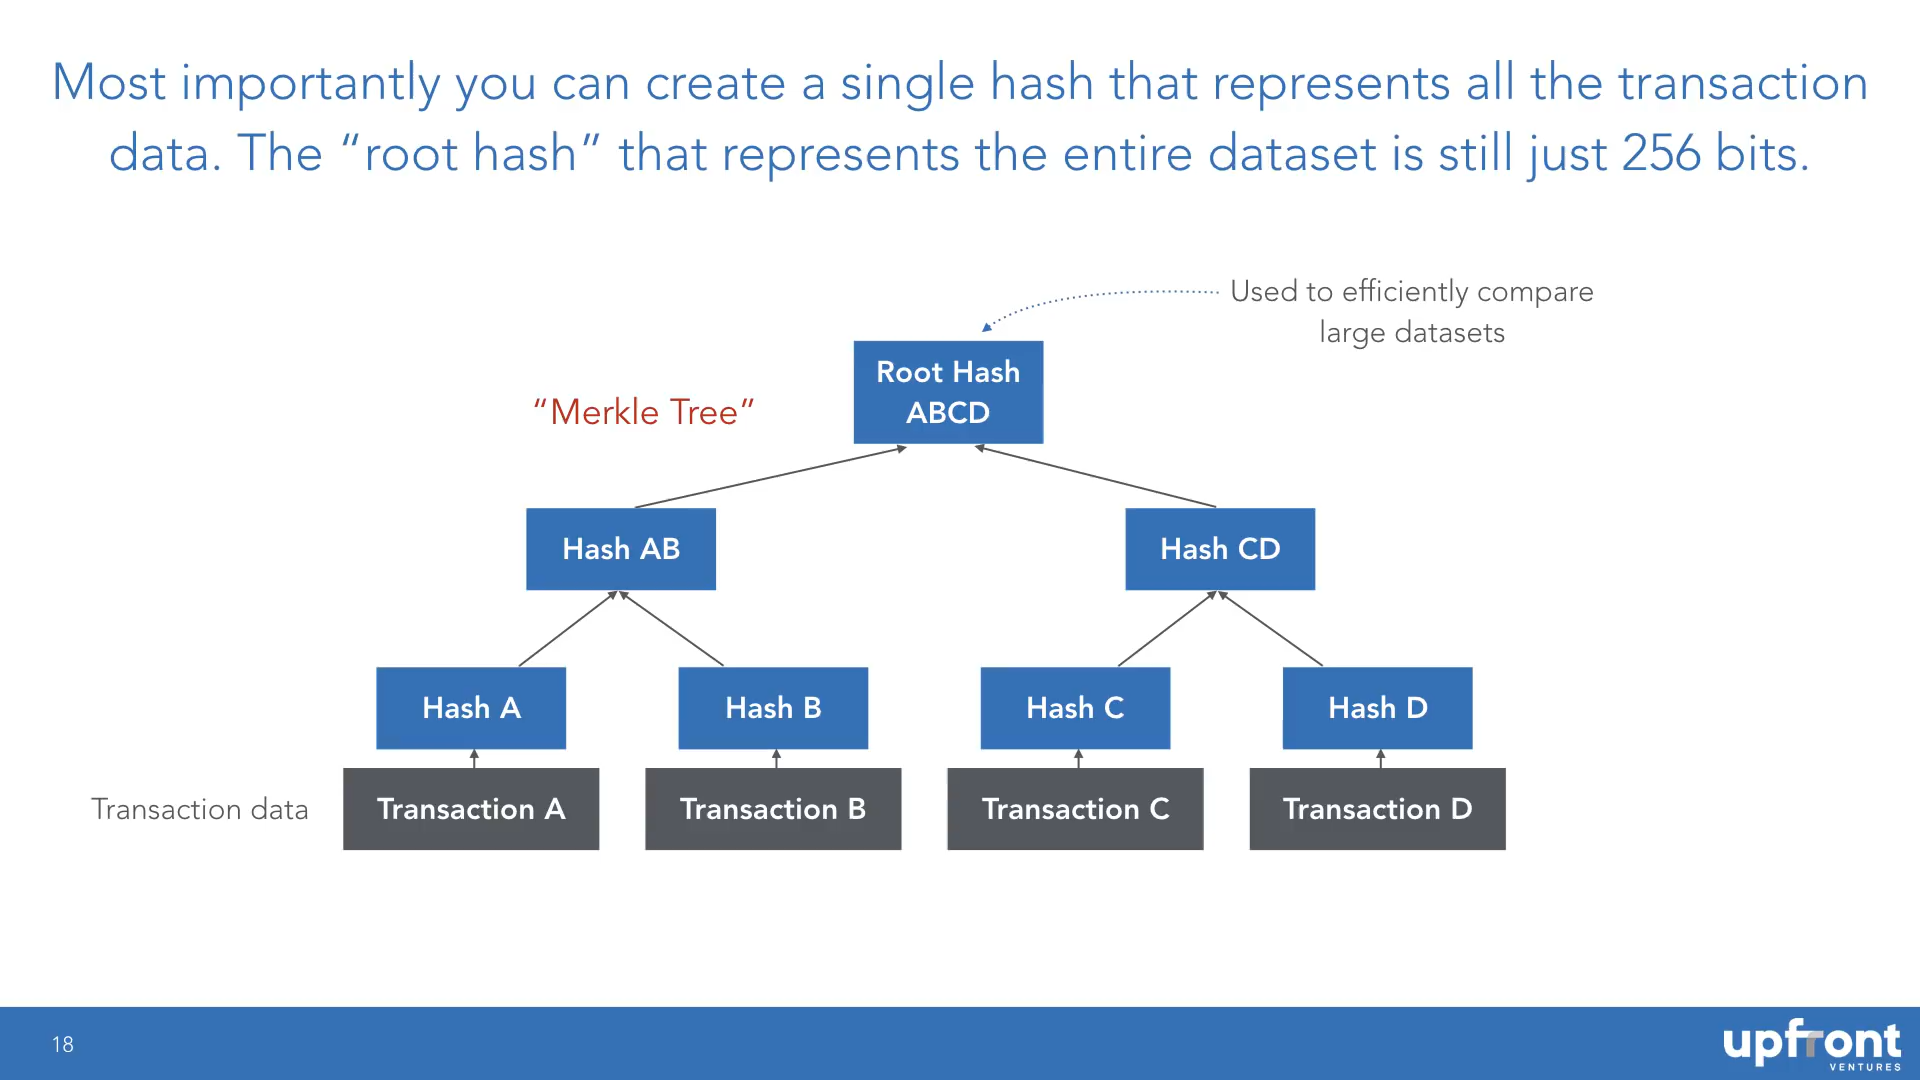 Most importantly you can create a single hash that represents all the transaction
data. The “root hash” that represents the entire dataset is still just 256 bits.
Used to efficiently compare
large datasets
Root Hash
ABCD
“Merkle Tree”
Hash AB
Hash CD
Hash A
Hash B
Hash C
Hash D
Transaction data
Transaction A
Transaction B
Transaction C
Transaction D
18
upfront
VENTURES